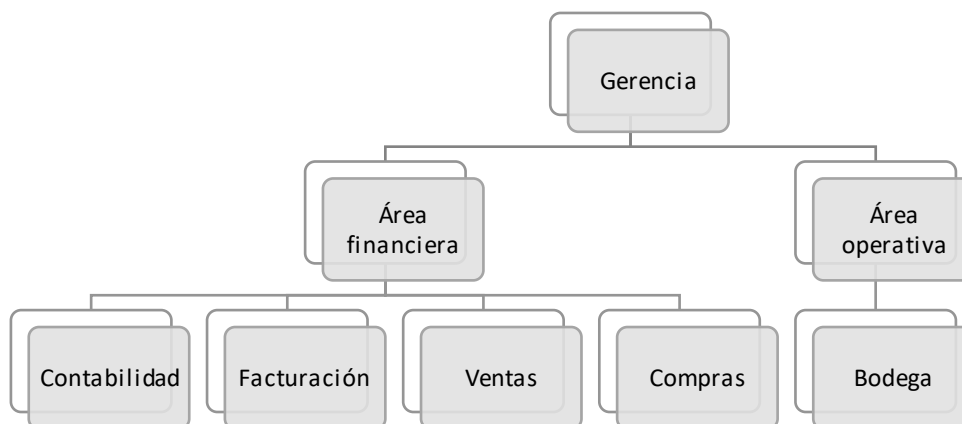 Gerencia
Área
financiera
Área
operativa
Contabilidad
Facturación
Ventas
Compras
Bodega